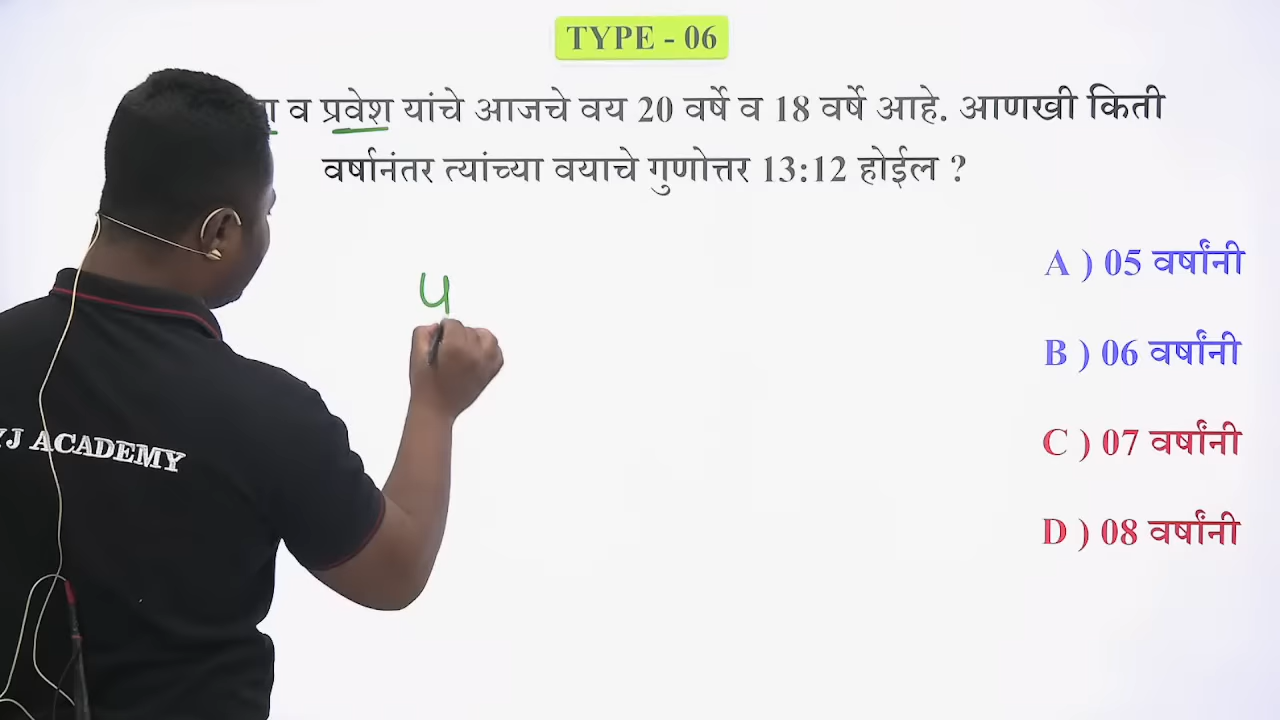 TYPE - 06
व प्रवेश यांचे आजचे वय 20 वर्षे व 18 वर्षे आहे. आणखी किती
वर्षानंतर त्यांच्या वयाचे गुणोत्तर 13:12 होईल ?
A ) 05 वर्षांनी
B ) 06 वर्षांनी
C ) 07 वर्षांनी
D ) 08 वर्षांनी
YJ ACADEMY